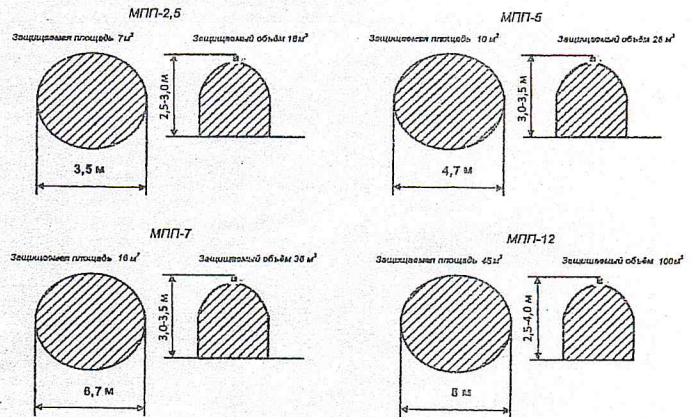 МПП-2,5
Защищаемая площадь 7м² Защищаемый объём 18м³
2,5-3,0 м
3,5 м
МПП-5
Защищаемая площадь 10 м² Защищаемый объём 28 м³
3,0-3,5 м
4,7 м
МПП-7
Защищаемая площадь 16 м² Защищаемый объём 36 м³
3,0-3,5 м
6,7 м
МПП-12
Защищаемая площадь 45м² Защищаемый объём 100м³
2,5-4,0 м
8 м